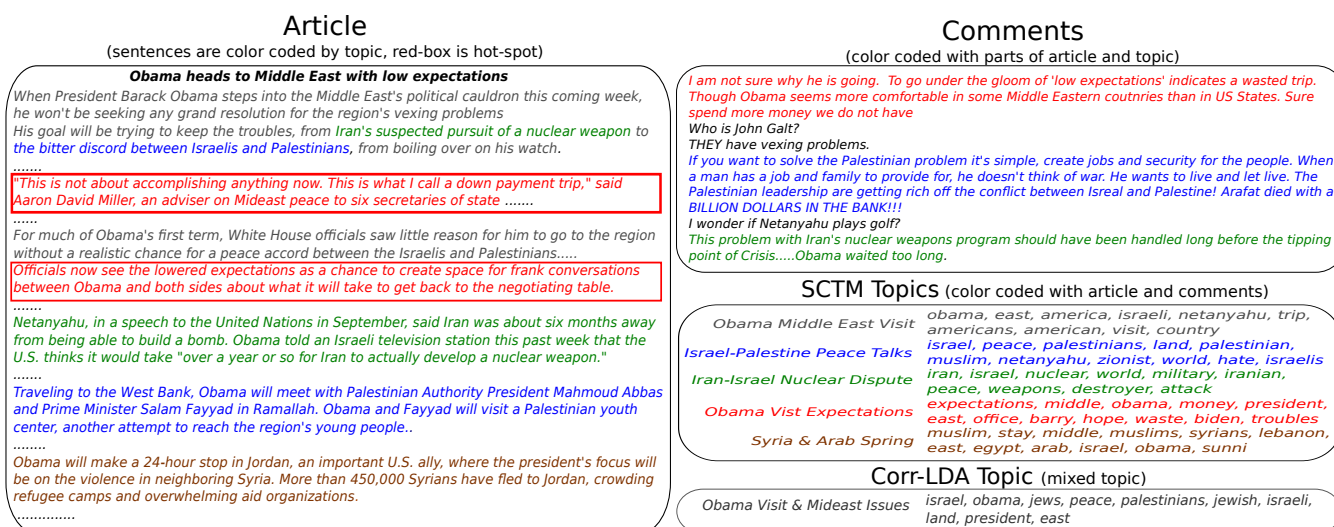 Article
(sentences are color coded by topic, red-box is hot-spot)
Obama heads to Middle East with low expectations
When President Barack Obama steps into the Middle East's political cauldron this coming week,
he won't be seeking any grand resolution for the region's vexing problems
His goal will be trying to keep the troubles, from Iran's suspected pursuit of a nuclear weapon to
the bitter discord between Israelis and Palestinians, from boiling over on his watch.
.......
"This is not about accomplishing anything now. This is what I call a down payment trip," said
Aaron David Miller, an adviser on Mideast peace to six secretaries of state .......
......
For much of Obama's first term, White House officials saw little reason for him to go to the region
without a realistic chance for a peace accord between the Israelis and Palestinians.....
Officials now see the lowered expectations as a chance to create space for frank conversations
between Obama and both sides about what it will take to get back to the negotiating table.
.......
Netanyahu, in a speech to the United Nations in September, said Iran was about six months away
from being able to build a bomb. Obama told an Israeli television station this past week that the
U.S. thinks it would take "over a year or so for Iran to actually develop a nuclear weapon."
.......
Traveling to the West Bank, Obama will meet with Palestinian Authority President Mahmoud Abbas
and Prime Minister Salam Fayyad in Ramallah. Obama and Fayyad will visit a Palestinian youth
center, another attempt to reach the region's young people..
........
Obama will make a 24-hour stop in Jordan, an important U.S. ally, where the president's focus will
be on the violence in neighboring Syria. More than 450,000 Syrians have fled to Jordan, crowding
refugee camps and overwhelming aid organizations.
..............
Comments
(color coded with parts of article and topic)
I am not sure why he is going. To go under the gloom of 'low expectations' indicates a wasted trip.
Though Obama seems more comfortable in some Middle Eastern coutnries than in US States. Sure
spend more money we do not have
Who is John Galt?
THEY have vexing problems.
If you want to solve the Palestinian problem it's simple, create jobs and security for the people. When
a man has a job and family to provide for, he doesn't think of war. He wants to live and let live. The
Palestinian leadership are getting rich off the conflict between Isreal and Palestine! Arafat died with a
BILLION DOLLARS IN THE BANK!!!
I wonder if Netanyahu plays golf?
This problem with Iran's nuclear weapons program should have been handled long before the tipping
point of Crisis.....Obama waited too long.
SCTM Topics (color coded with article and comments)
Obama Middle East Visit
obama, east, america, israeli, netanyahu, trip,
americans, american, visit, country
Israel-Palestine Peace Talks
israel, peace, palestinians, land, palestinian,
muslim, netanyahu, zionist, world, hate, israelis
Iran-Israel Nuclear Dispute
iran, israel, nuclear, world, military, iranian,
peace, weapons, destroyer, attack
Obama Vist Expectations
expectations, middle, obama, money, president,
east, office, barry, hope, waste, biden, troubles
Syria & Arab Spring
muslim, stay, middle, muslims, syrians, lebanon,
east, egypt, arab, israel, obama, sunni
Corr-LDA Topic (mixed topic)
Obama Visit & Mideast Issues
israel, obama, jews, peace, palestinians, jewish, israeli,
land, president, east